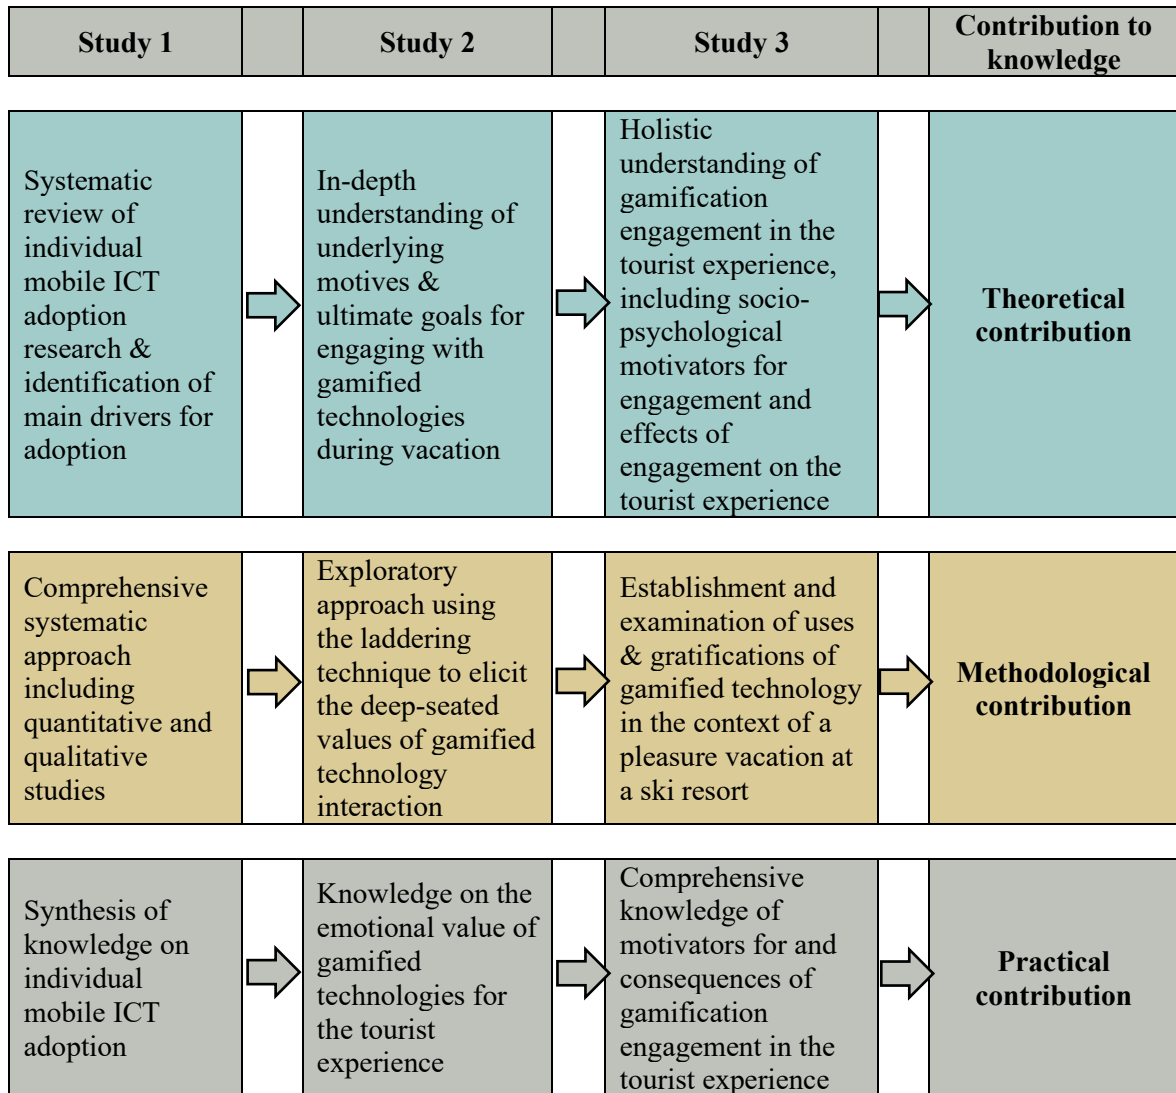 Study 1
Study 2
Study 3
Contribution to
knowledge
Systematic
review of
individual
mobile ICT
adoption
research &
identification of
main drivers for
adoption
In-depth
understanding of
underlying
motives &
ultimate goals for
engaging with
gamified
technologies
during vacation
Holistic
understanding of
gamification
engagement in the
tourist experience,
including socio-
psychological
motivators for
engagement and
effects of
engagement on the
tourist experience
Theoretical
contribution
Comprehensive
systematic
approach
including
quantitative and
qualitative
studies
Exploratory
approach using
the laddering
technique to elicit
the deep-seated
values of gamified
technology
interaction
Establishment and
examination of uses
& gratifications of
gamified technology
in the context of a
pleasure vacation at
a ski resort
Methodological
contribution
Synthesis of
knowledge on
individual
mobile ICT
adoption
Knowledge on the
emotional value of
gamified
technologies for
the tourist
experience
Comprehensive
knowledge of
motivators for and
consequences of
gamification
engagement in the
tourist experience
Practical
contribution